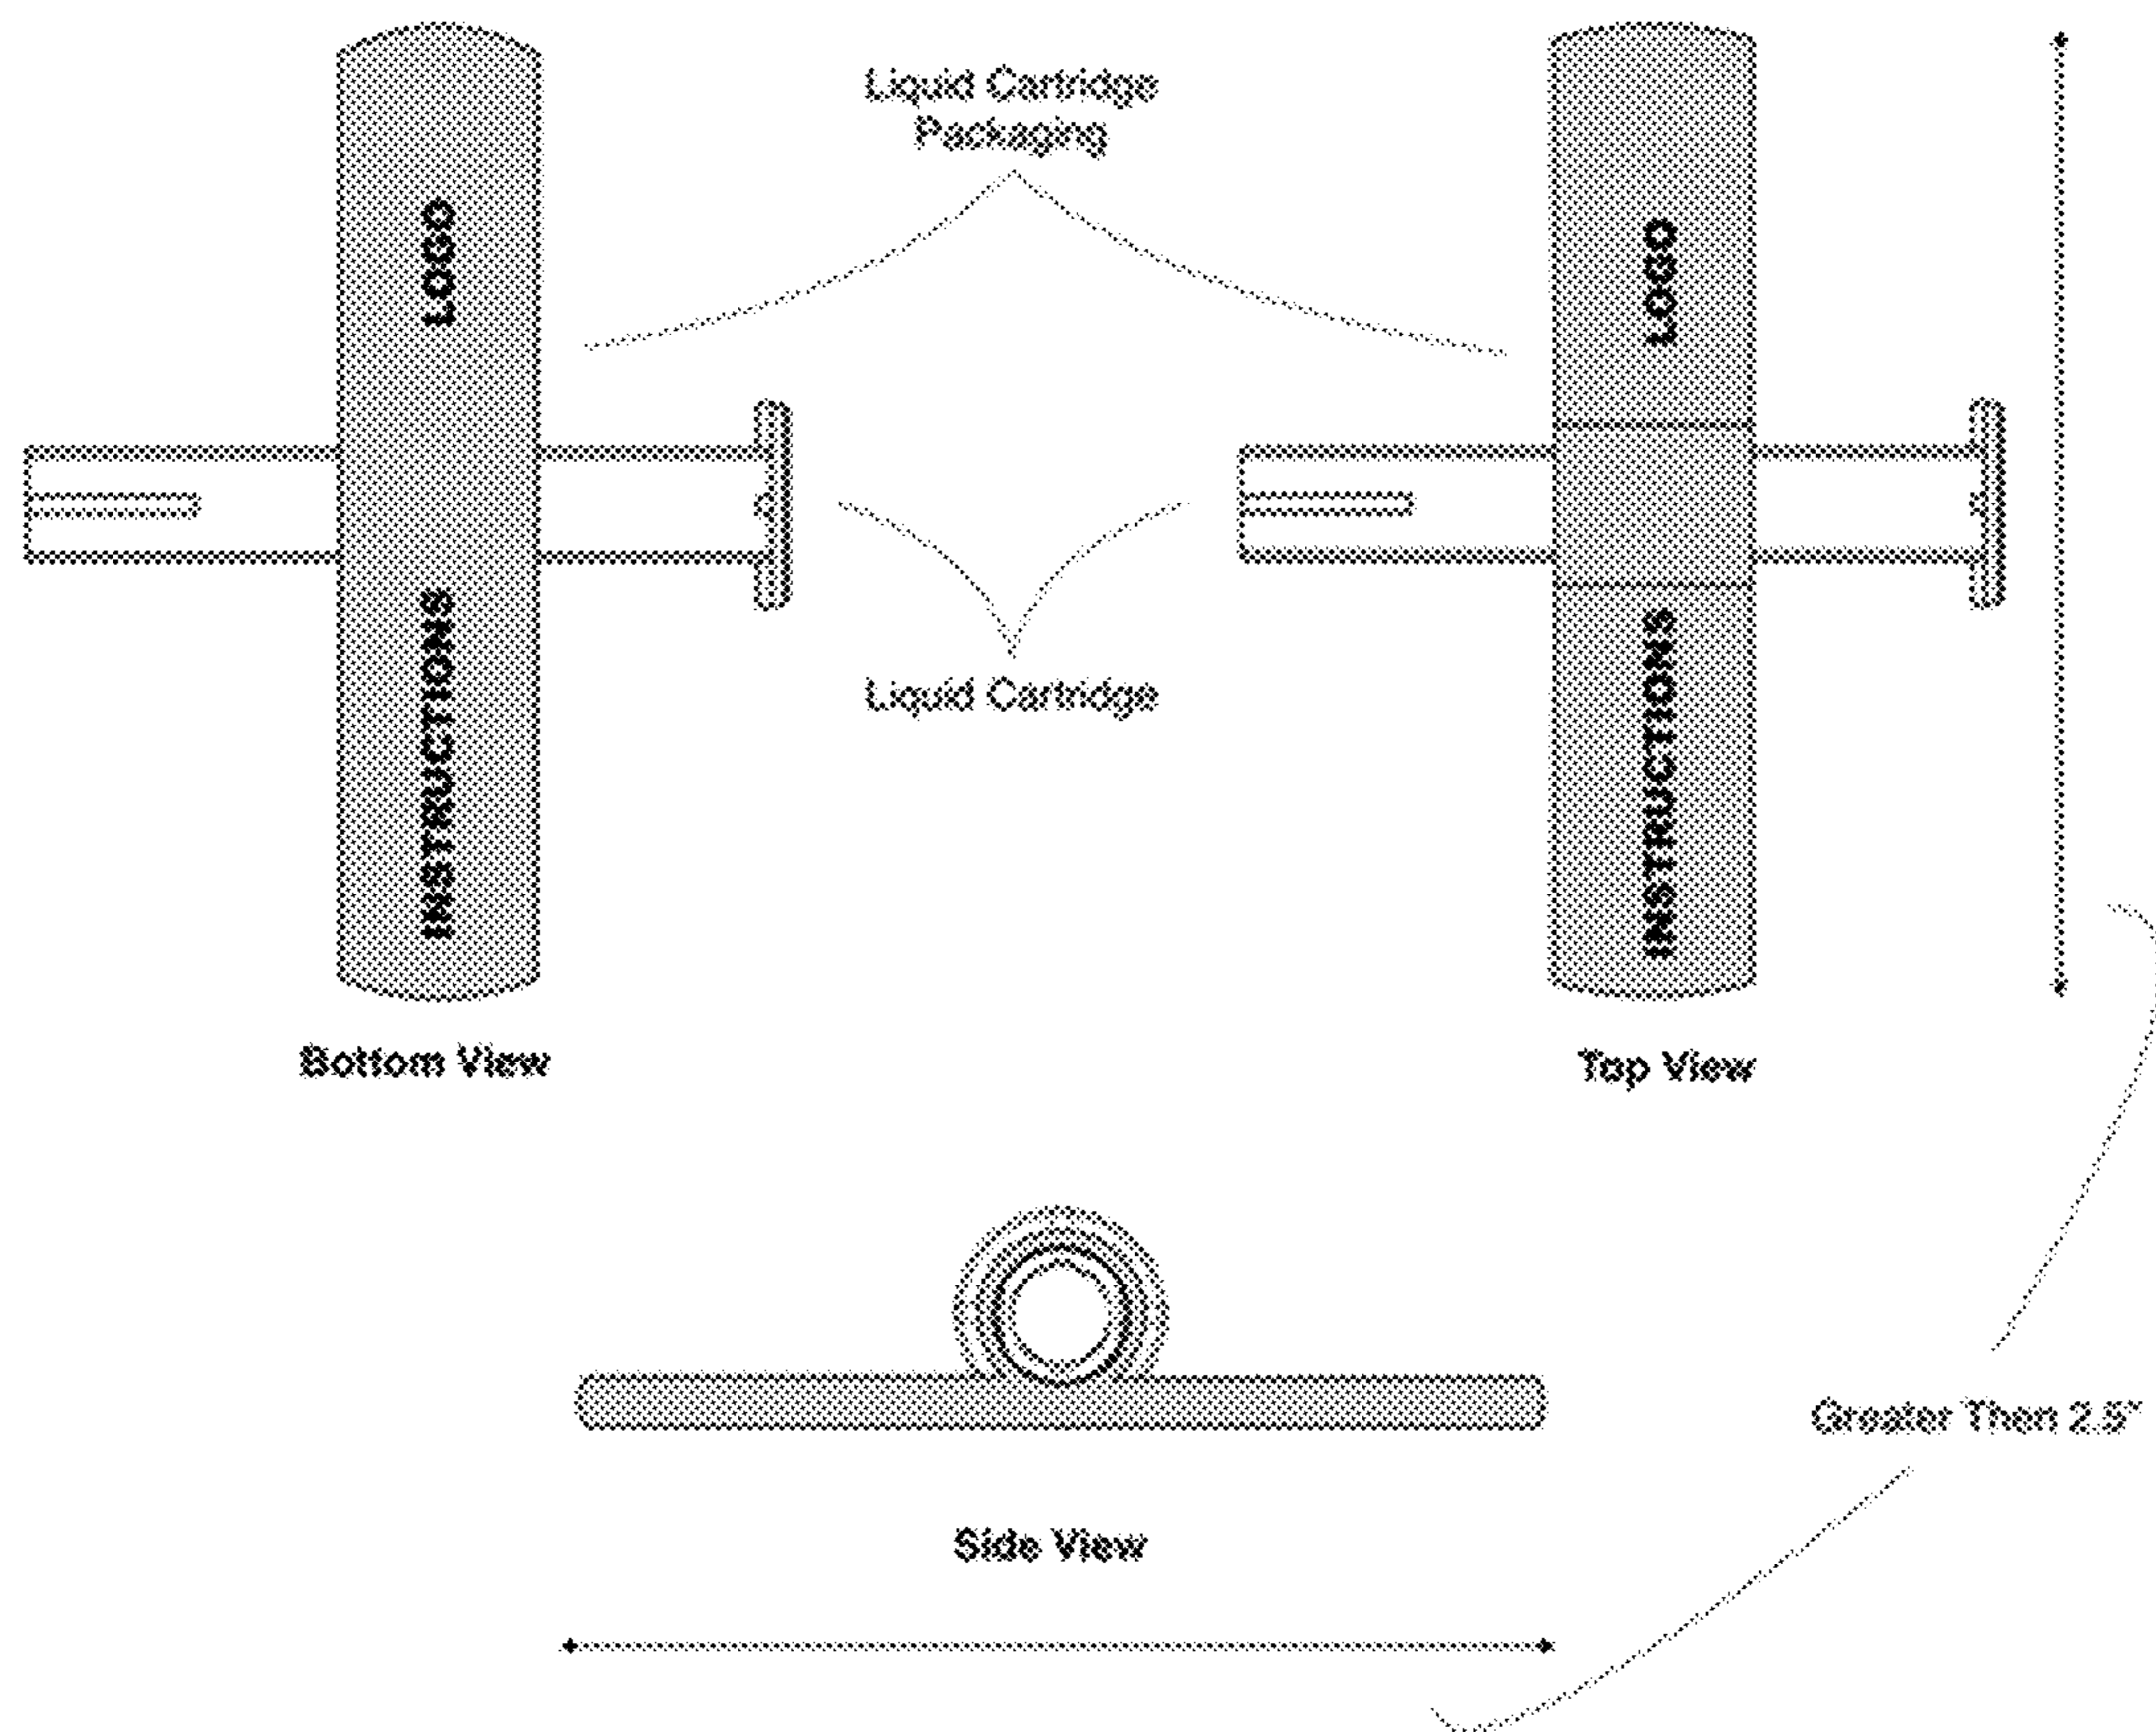 Liquid Cartridge
Packaging
LOGO
LOGO
Liquid Cartridge
INSTRUCTIONS
INSTRUCTIONS
Bottom View
Top View
Greater Then 2.5"
Side View